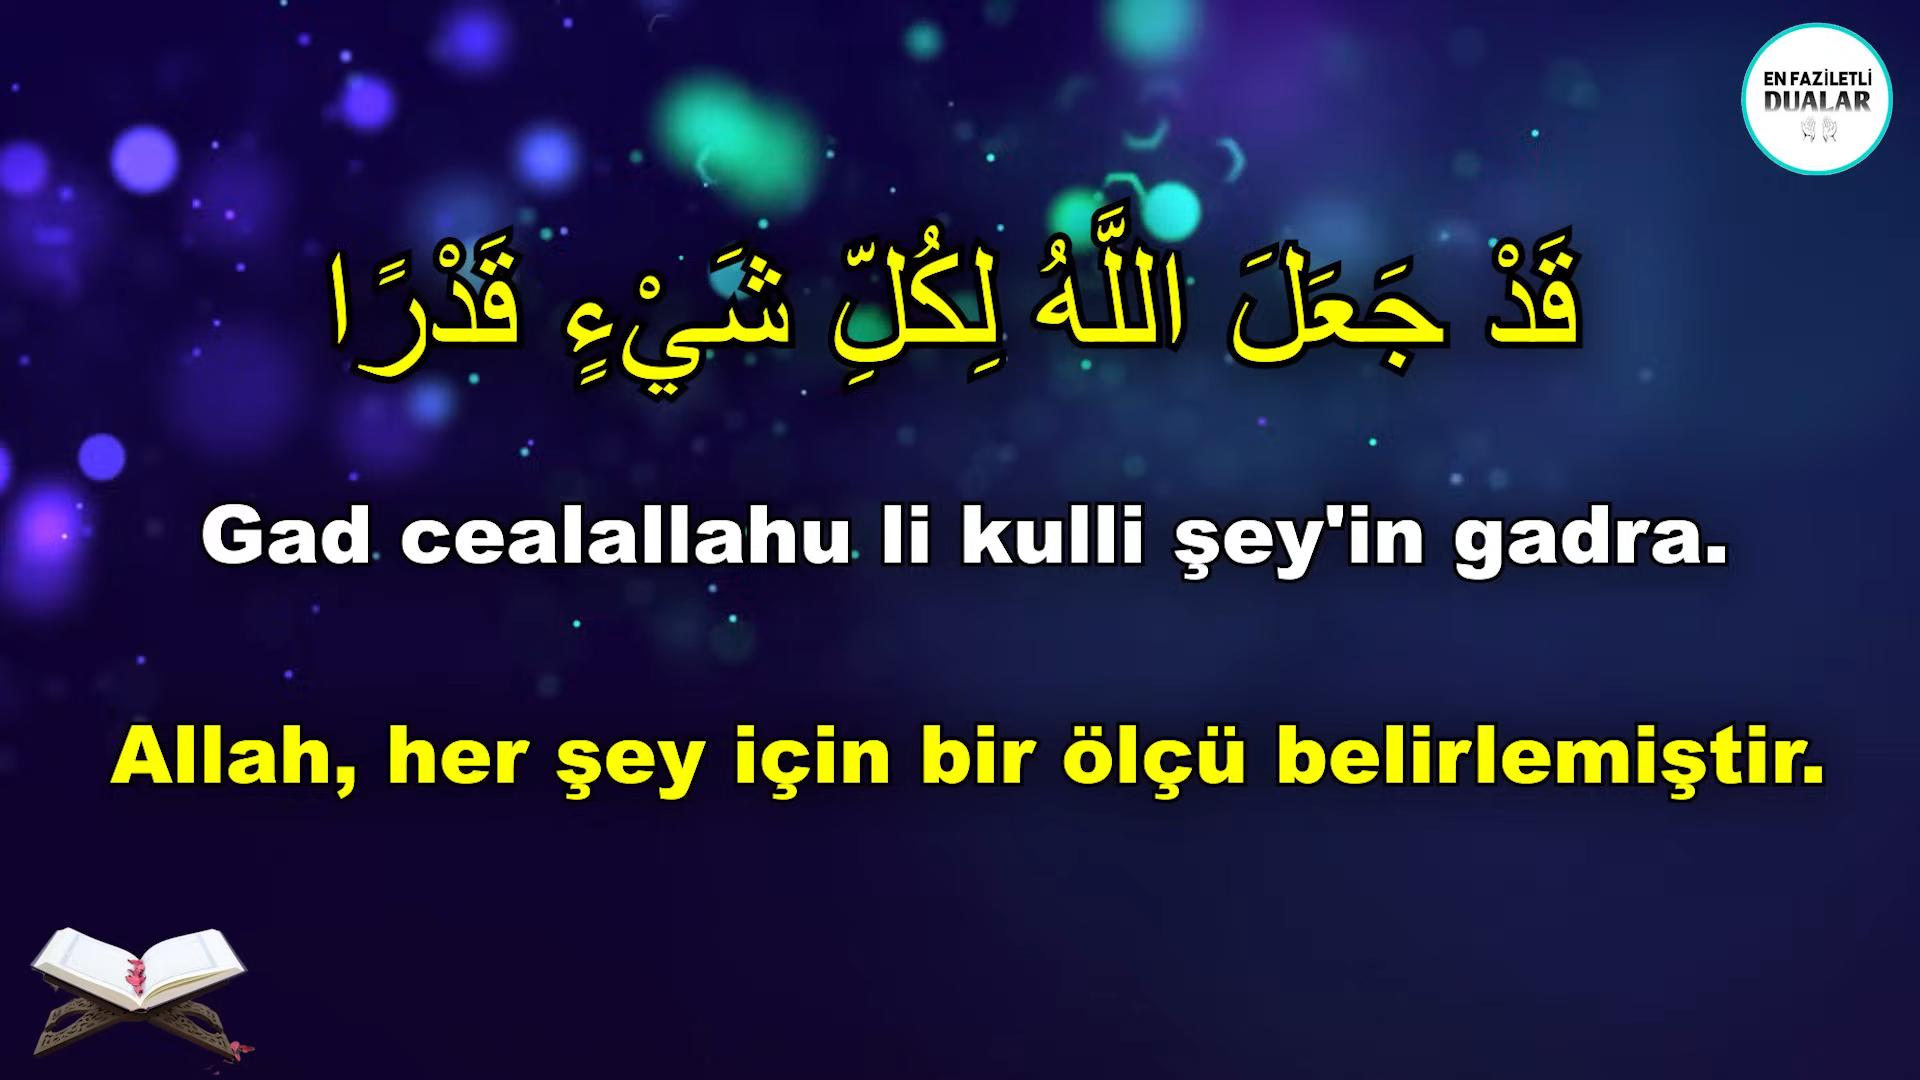 EN FAZİLETLİ
DUALAR
قَدْ جَعَلَ اللَّهُ لِكُلِّ شَيْءٍ قَدْرًا
Gad cealallahu li kulli şey'in gadra.
Allah, her şey için bir ölçü belirlemiştir.